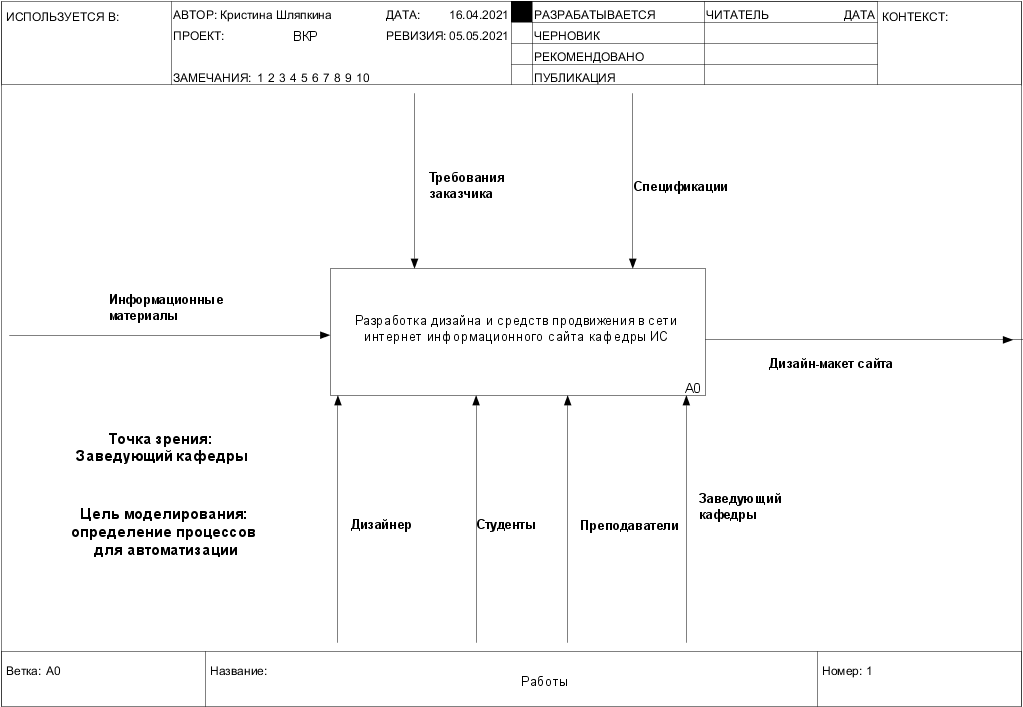 ИСПОЛЬЗУЕТСЯ В:
АВТОР: Кристина Шляпкина
ДАТА: 16.04.2021
ПРОЕКТ: ВКР
РЕВИЗИЯ: 05.05.2021
ЗАМЕЧАНИЯ: 1 2 3 4 5 6 7 8 9 10
РАЗРАБАТЫВАЕТСЯ
ЧЕРНОВИК
РЕКОМЕНДОВАНО
ПУБЛИКАЦИЯ
ЧИТАТЕЛЬ ДАТА
КОНТЕКСТ:
Требования
заказчика
Спецификации
Информационные
материалы
Разработка дизайна и средств продвижения в сети
интернет информационного сайта кафедры ИС
A0
Дизайн-макет сайта
Точка зрения:
Заведующий кафедры
Цель моделирования:
определение процессов
для автоматизации
Дизайнер
Студенты
Преподаватели
Заведующий
кафедры
Ветка: A0
Название:
Работы
Номер: 1